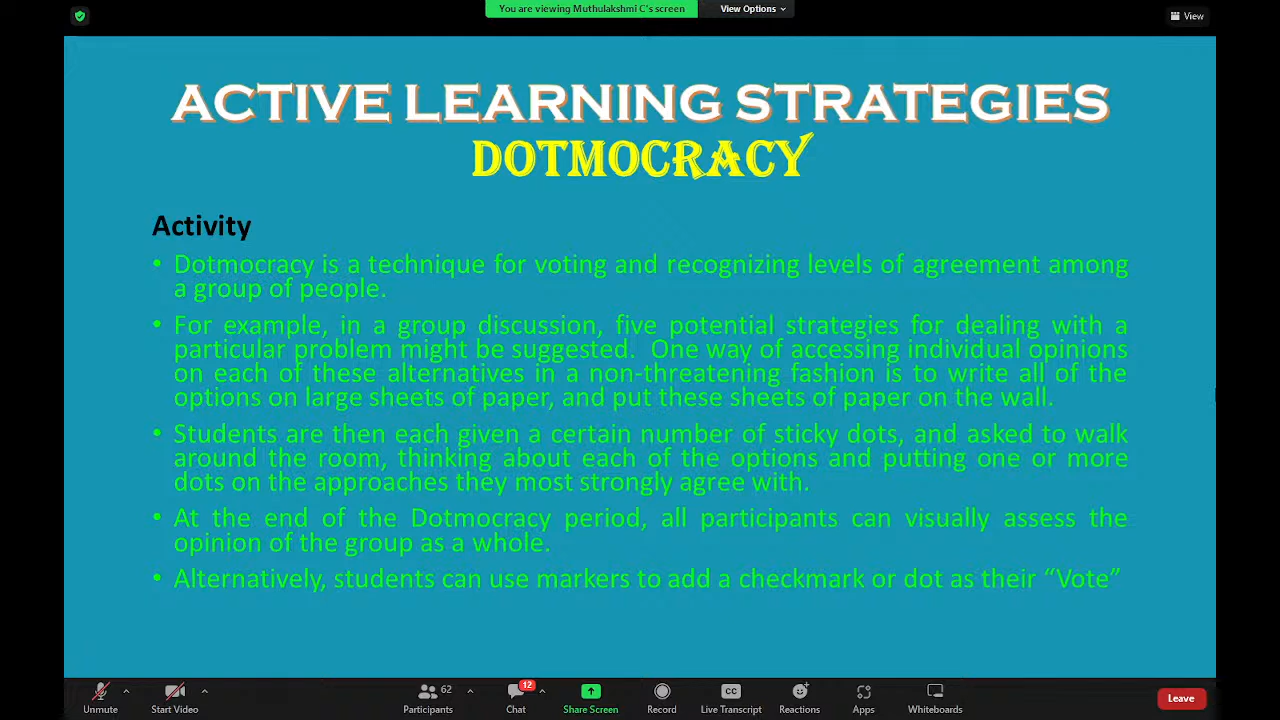 You are viewing Muthulakshmi C's screen
View Options
View
ACTIVE LEARNING STRATEGIES
DOTMOCRACY
Activity
• Dotmocracy is a technique for voting and recognizing levels of agreement among
a group of people.
• For example, in a group discussion, five potential strategies for dealing with a
particular problem might be suggested. One way of accessing individual opinions
on each of these alternatives in a non-threatening fashion is to write all of the
options on large sheets of paper, and put these sheets of paper on the wall.
• Students are then each given a certain number of sticky dots, and asked to walk
around the room, thinking about each of the options and putting one or more
dots on the approaches they most strongly agree with.
• At the end of the Dotmocracy period, all participants can visually assess the
opinion of the group as a whole.
• Alternatively, students can use markers to add a checkmark or dot as their “Vote”
62
12
CC
Unmute
Start Video
Participants
Chat
Share Screen
Record
Live Transcript
Reactions
Apps
Whiteboards
Leave